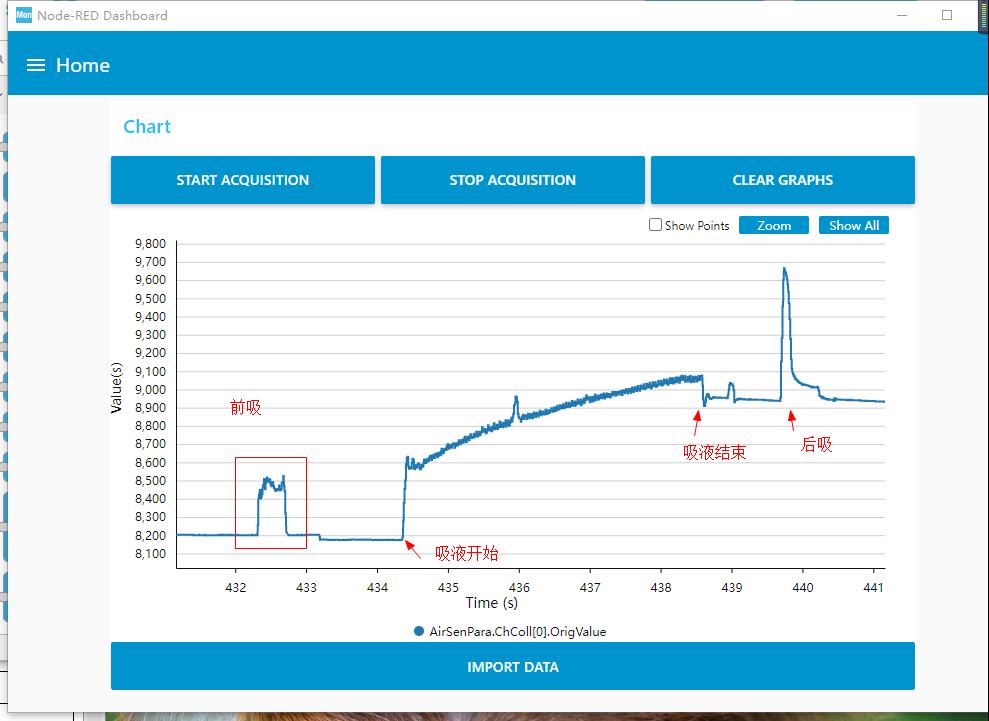 Mon Node-RED Dashboard
Home
Chart
START ACQUISITION
STOP ACQUISITION
CLEAR GRAPHS
Show Points
Zoom
Show All
Value(s)
9,800
9,700
9,600
9,500
9,400
9,300
9,200
9,100
9,000
8,900
8,800
8,700
8,600
8,500
8,400
8,300
8,200
8,100
前吸
吸液开始
吸液结束
后吸
432 433 434 435 436 437 438 439 440 441
Time (s)
AirSenPara.ChColl[0].OrigValue
IMPORT DATA